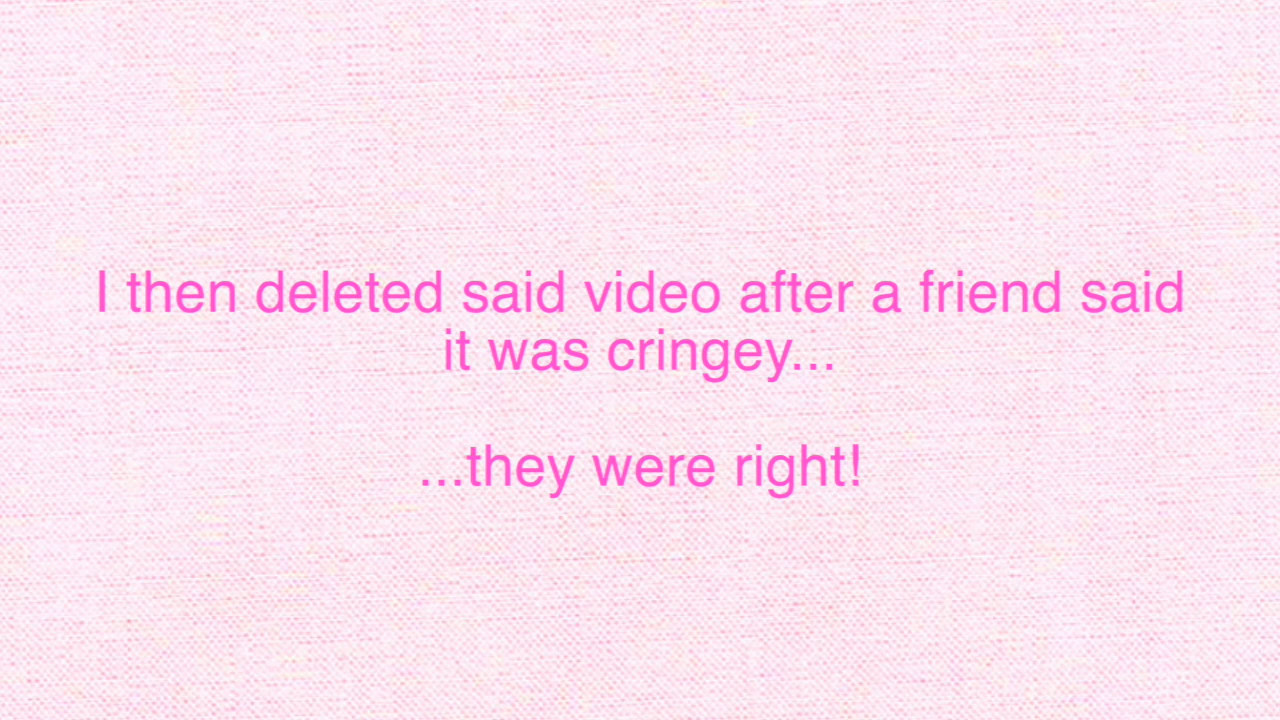 I then deleted said video after a friend said
it was cringey...
...they were right!